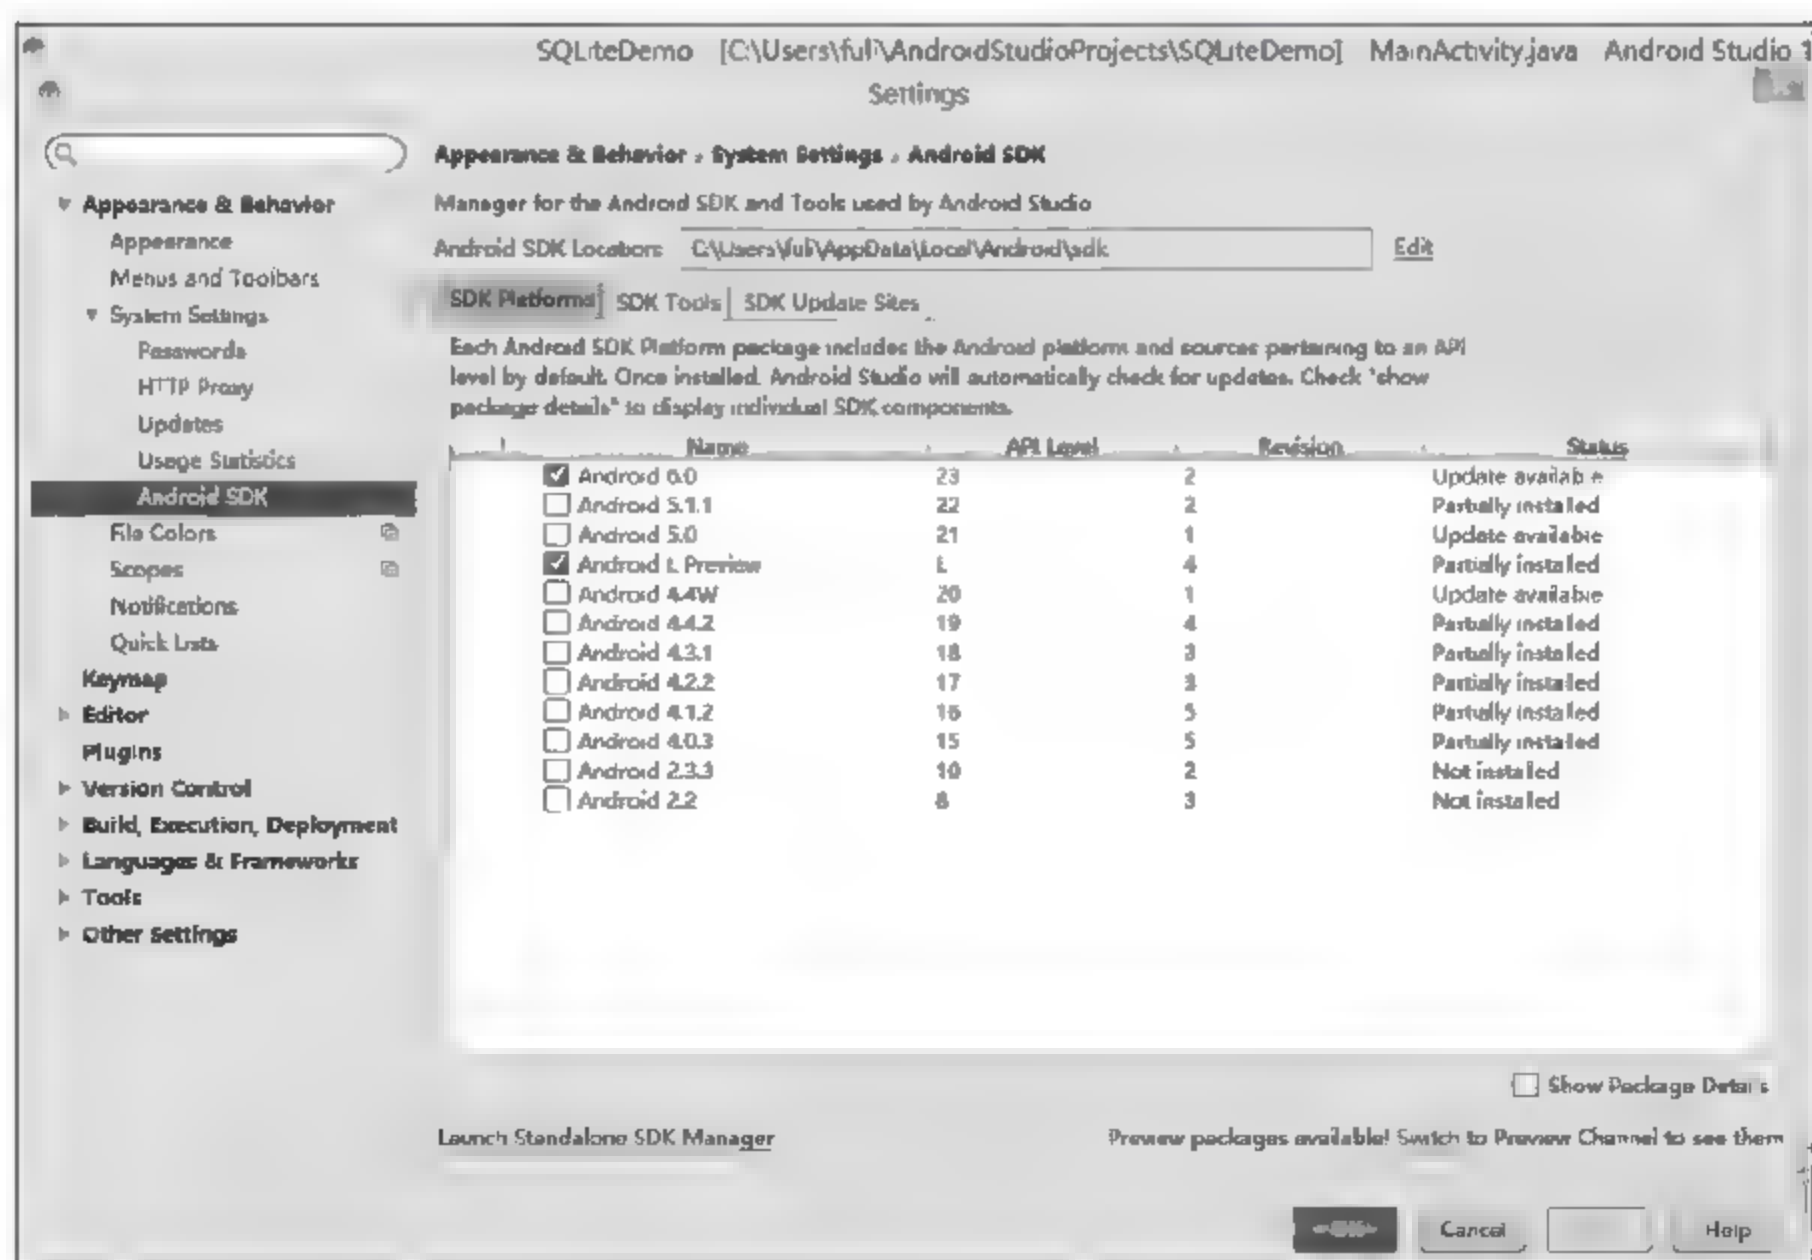 SQLiteDemo [C:\Users\fuli\AndroidStudioProjects\SQLiteDemo] MainActivity.java Android Studio 1
Settings
Appearance & Behavior › System Settings › Android SDK
Manager for the Android SDK and Tools used by Android Studio
Android SDK Location: C:\Users\fuli\AppData\Local\Android\sdk Edit
SDK Platforms SDK Tools SDK Update Sites
Each Android SDK Platform package includes the Android platform and sources pertaining to an API
level by default. Once installed, Android Studio will automatically check for updates. Check "show
package details" to display individual SDK components.
Appearance & Behavior
Appearance
Menus and Toolbars
System Settings
Passwords
HTTP Proxy
Updates
Usage Statistics
Android SDK
File Colors
Scopes
Notifications
Quick Lists
Keymap
Editor
Plugins
Version Control
Build, Execution, Deployment
Languages & Frameworks
Tools
Other Settings
Name API Level Revision Status
Android 6.0 23 2 Update available
Android 5.1.1 22 2 Partially installed
Android 5.0 21 1 Update available
Android L Preview L 4 Partially installed
Android 4.4W 20 1 Update available
Android 4.4.2 19 4 Partially installed
Android 4.3.1 18 3 Partially installed
Android 4.2.2 17 3 Partially installed
Android 4.1.2 16 5 Partially installed
Android 4.0.3 15 5 Partially installed
Android 2.3.3 10 2 Not installed
Android 2.2 8 3 Not installed
Show Package Details
Launch Standalone SDK Manager Preview packages available! Switch to Preview Channel to see them
Cancel Help